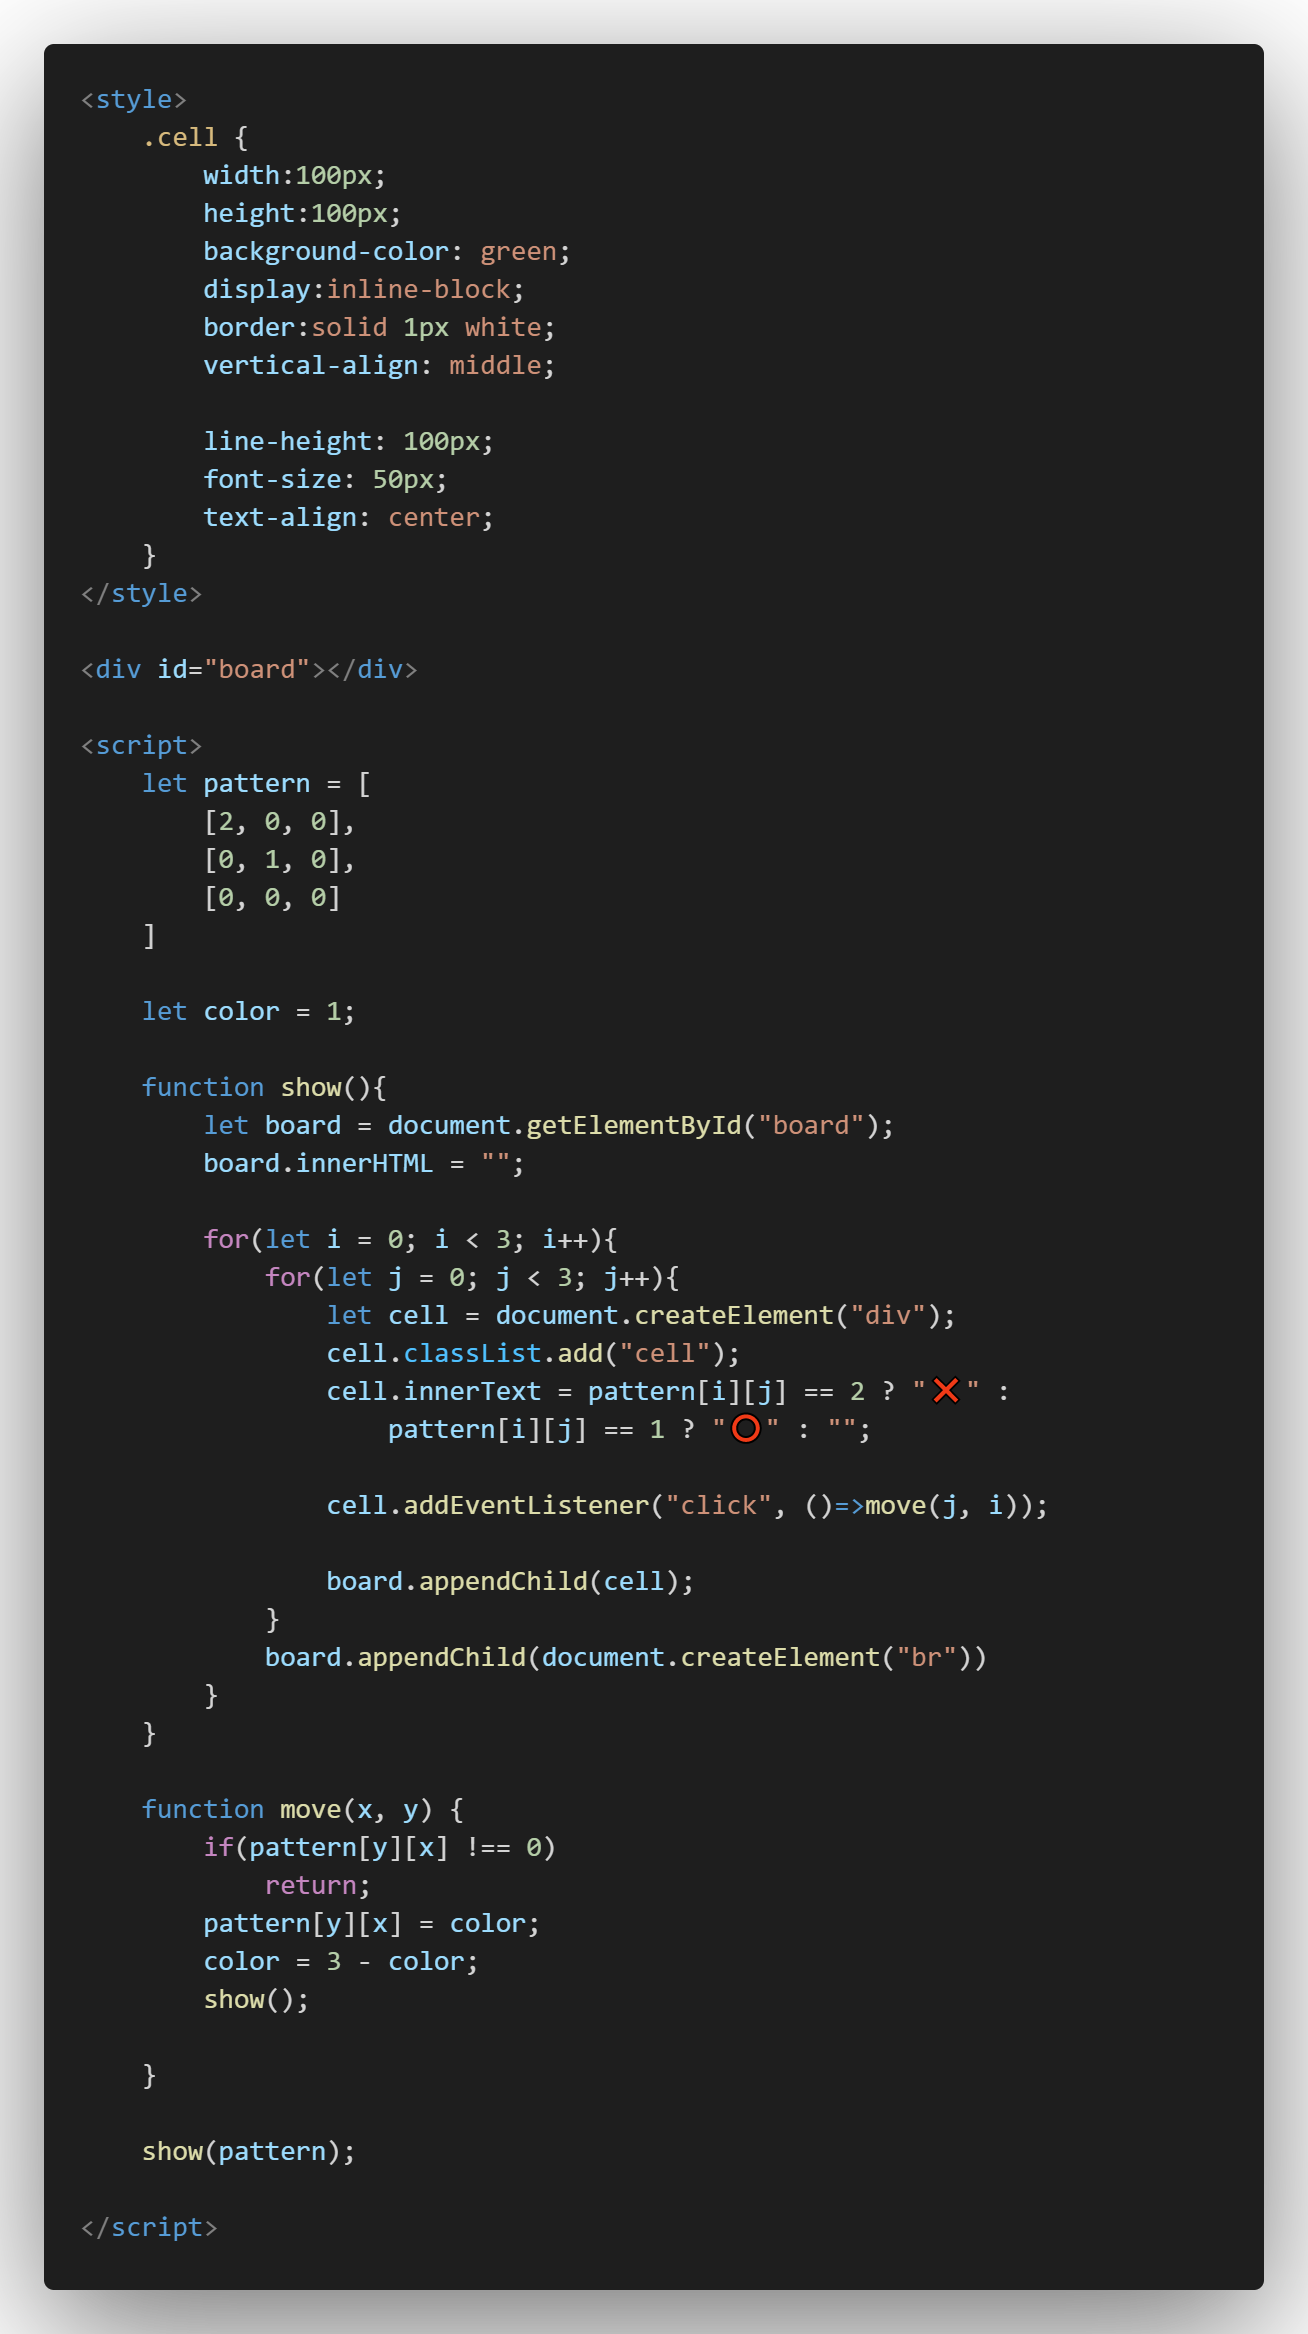 <style>
    .cell {
        width:100px;
        height:100px;
        background-color: green;
        display:inline-block;
        border:solid 1px white;
        vertical-align: middle;

        line-height: 100px;
        font-size: 50px;
        text-align: center;
    }
</style>

<div id="board"></div>

<script>
    let pattern = [
        [2, 0, 0],
        [0, 1, 0],
        [0, 0, 0]
    ]

    let color = 1;

    function show(){
        let board = document.getElementById("board");
        board.innerHTML = "";

        for(let i = 0; i < 3; i++){
            for(let j = 0; j < 3; j++){
                let cell = document.createElement("div");
                cell.classList.add("cell");
                cell.innerText = pattern[i][j] == 2 ? "❌" :
                    pattern[i][j] == 1 ? "⭕" : "";

                cell.addEventListener("click", ()=>move(j, i));

                board.appendChild(cell);
            }
            board.appendChild(document.createElement("br"))
        }
    }

    function move(x, y) {
        if(pattern[y][x] !== 0)
            return;
        pattern[y][x] = color;
        color = 3 - color;
        show();

    }

    show(pattern);

</script>